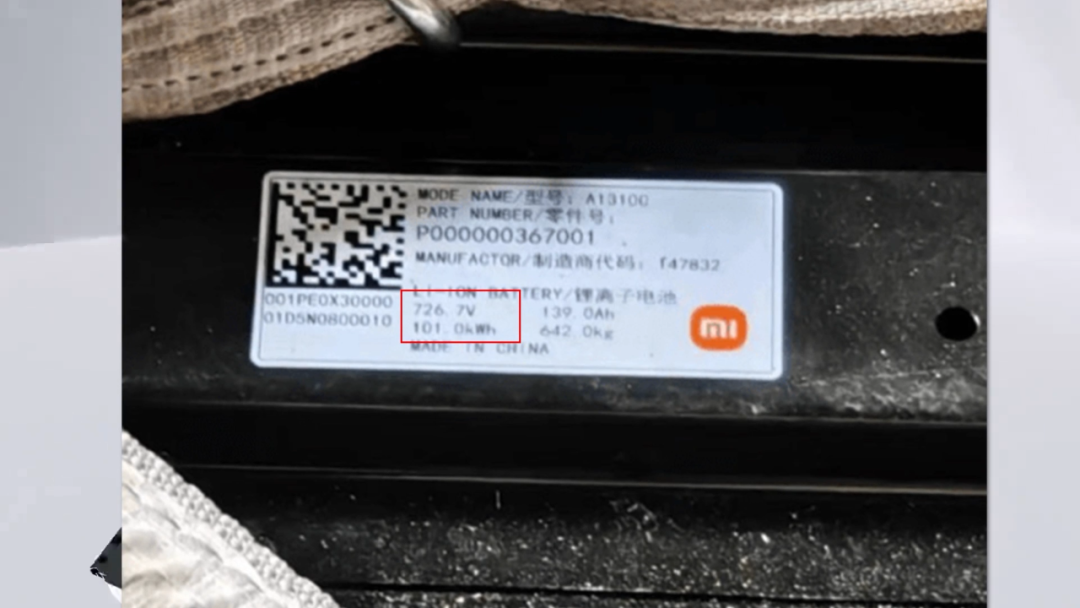 MODE NAME/型号: A13100
PART NUMBER/零件号:
P000000367001
MANUFACTOR/制造商代码: f47832
001PE0X30000
01D5N0800010
LI-ION BATTERY/锂离子电池
726.7V 139.0Ah
101.0kWh 642.0kg
MADE IN CHINA
mi